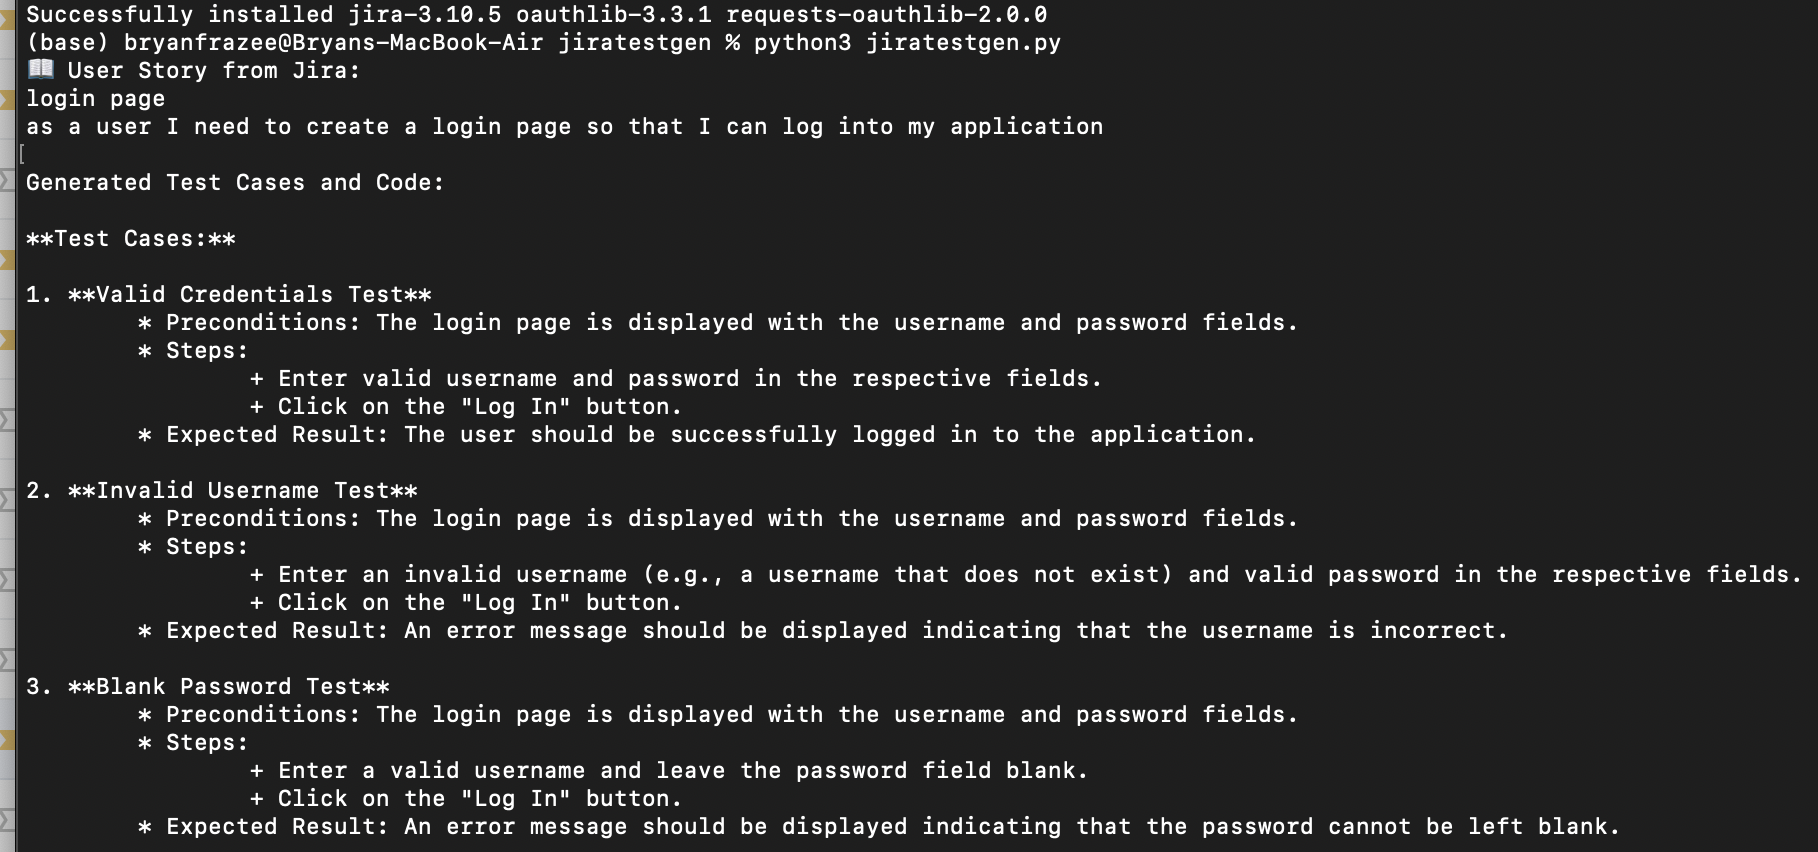 Successfully installed jira-3.10.5 oauthlib-3.3.1 requests-oauthlib-2.0.0
(base) bryanfrazee@Bryans-MacBook-Air jiratestgen % python3 jiratestgen.py
📖 User Story from Jira:
login page
as a user I need to create a login page so that I can log into my application
[
Generated Test Cases and Code:
**Test Cases:**
1. **Valid Credentials Test**
* Preconditions: The login page is displayed with the username and password fields.
* Steps:
+ Enter valid username and password in the respective fields.
+ Click on the "Log In" button.
* Expected Result: The user should be successfully logged in to the application.
2. **Invalid Username Test**
* Preconditions: The login page is displayed with the username and password fields.
* Steps:
+ Enter an invalid username (e.g., a username that does not exist) and valid password in the respective fields.
+ Click on the "Log In" button.
* Expected Result: An error message should be displayed indicating that the username is incorrect.
3. **Blank Password Test**
* Preconditions: The login page is displayed with the username and password fields.
* Steps:
+ Enter a valid username and leave the password field blank.
+ Click on the "Log In" button.
* Expected Result: An error message should be displayed indicating that the password cannot be left blank.